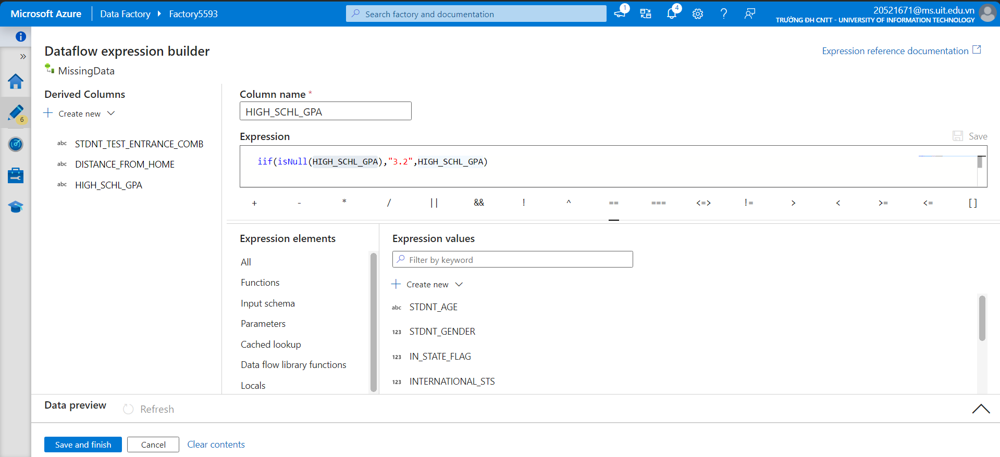 Microsoft Azure
Data Factory
Factory5593
Search factory and documentation
1
4
20521671@ms.uit.edu.vn
TRƯỜNG ĐH CNTT - UNIVERSITY OF INFORMATION TECHNOLOGY
Dataflow expression builder
Expression reference documentation
MissingData
6
Derived Columns
Create new
abc STDNT_TEST_ENTRANCE_COMB
abc DISTANCE_FROM_HOME
abc HIGH_SCHL_GPA
Column name *
HIGH_SCHL_GPA
Expression
Save
iif(isNull(HIGH_SCHL_GPA),"3.2",HIGH_SCHL_GPA)
+ - * / || && ! ^ == === <=> != > < >= <= []
Expression elements
All
Functions
Input schema
Parameters
Cached lookup
Data flow library functions
Locals
Expression values
Filter by keyword
Create new
abc STDNT_AGE
123 STDNT_GENDER
123 IN_STATE_FLAG
123 INTERNATIONAL_STS
Data preview
Refresh
Save and finish
Cancel
Clear contents